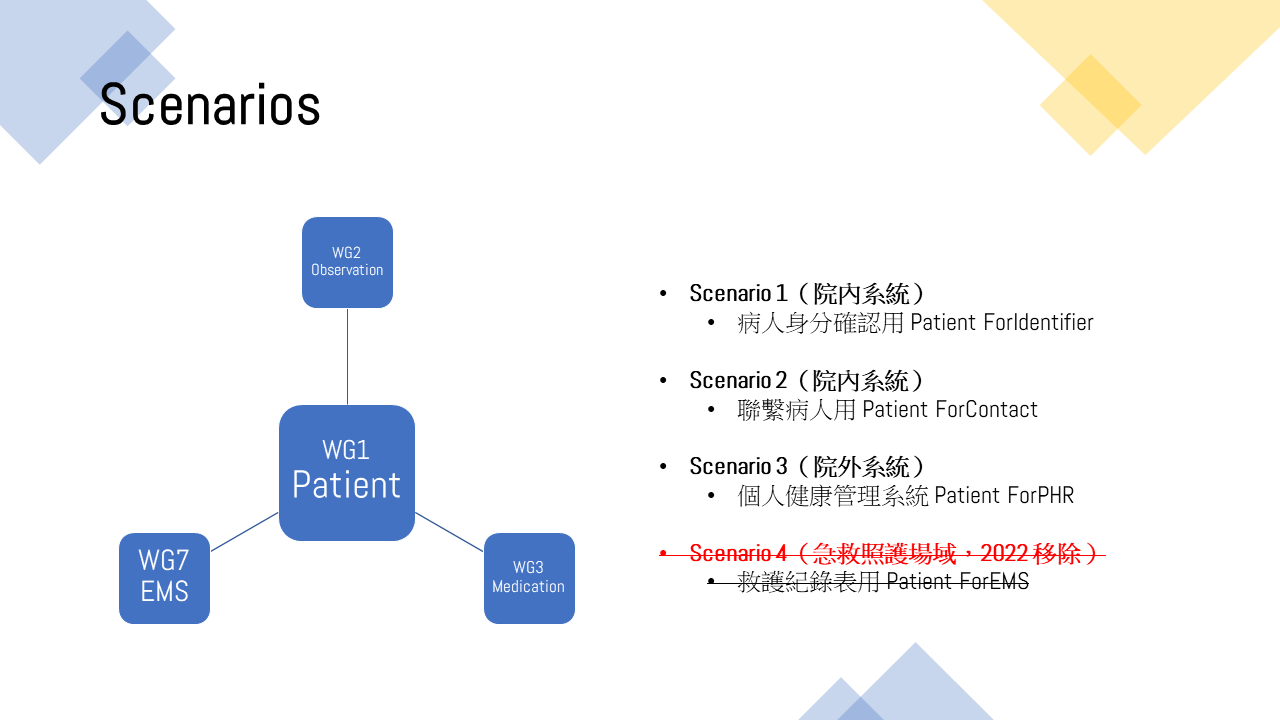 Scenarios
WG2
Observation
WG1
Patient
WG7
EMS
WG3
Medication
• Scenario 1（院內系統）
• 病人身分確認用 Patient ForIdentifier
• Scenario 2（院內系統）
• 聯繫病人用 Patient ForContact
• Scenario 3（院外系統）
• 個人健康管理系統 Patient ForPHR
• Scenario 4（急救照護場域，2022 移除）
• 救護紀錄表用 Patient ForEMS